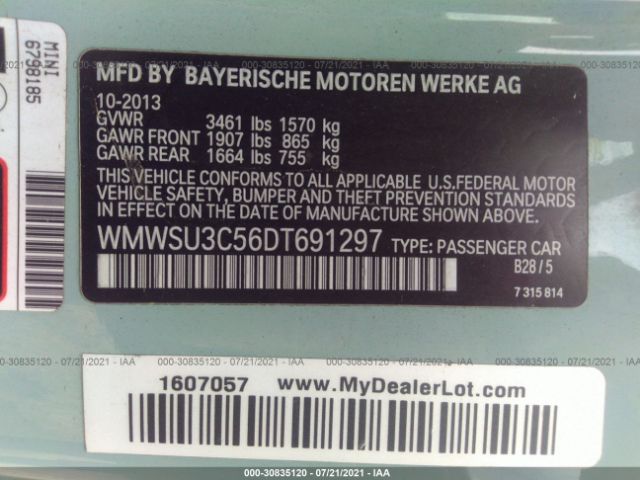 MINI
6798185
MFD BY BAYERISCHE MOTOREN WERKE AG
10-2013
GVWR 3461 lbs 1570 kg
GAWR FRONT 1907 lbs 865 kg
GAWR REAR 1664 lbs 755 kg
THIS VEHICLE CONFORMS TO ALL APPLICABLE U.S.FEDERAL MOTOR
VEHICLE SAFETY, BUMPER AND THEFT PREVENTION STANDARDS
IN EFFECT ON THE DATE OF MANUFACTURE SHOWN ABOVE.
WMWSU3C56DT691297 TYPE: PASSENGER CAR
B28/5
7 315 814
1607057 www.MyDealerLot.com
000-30835120 - 07/21/2021 - IAA